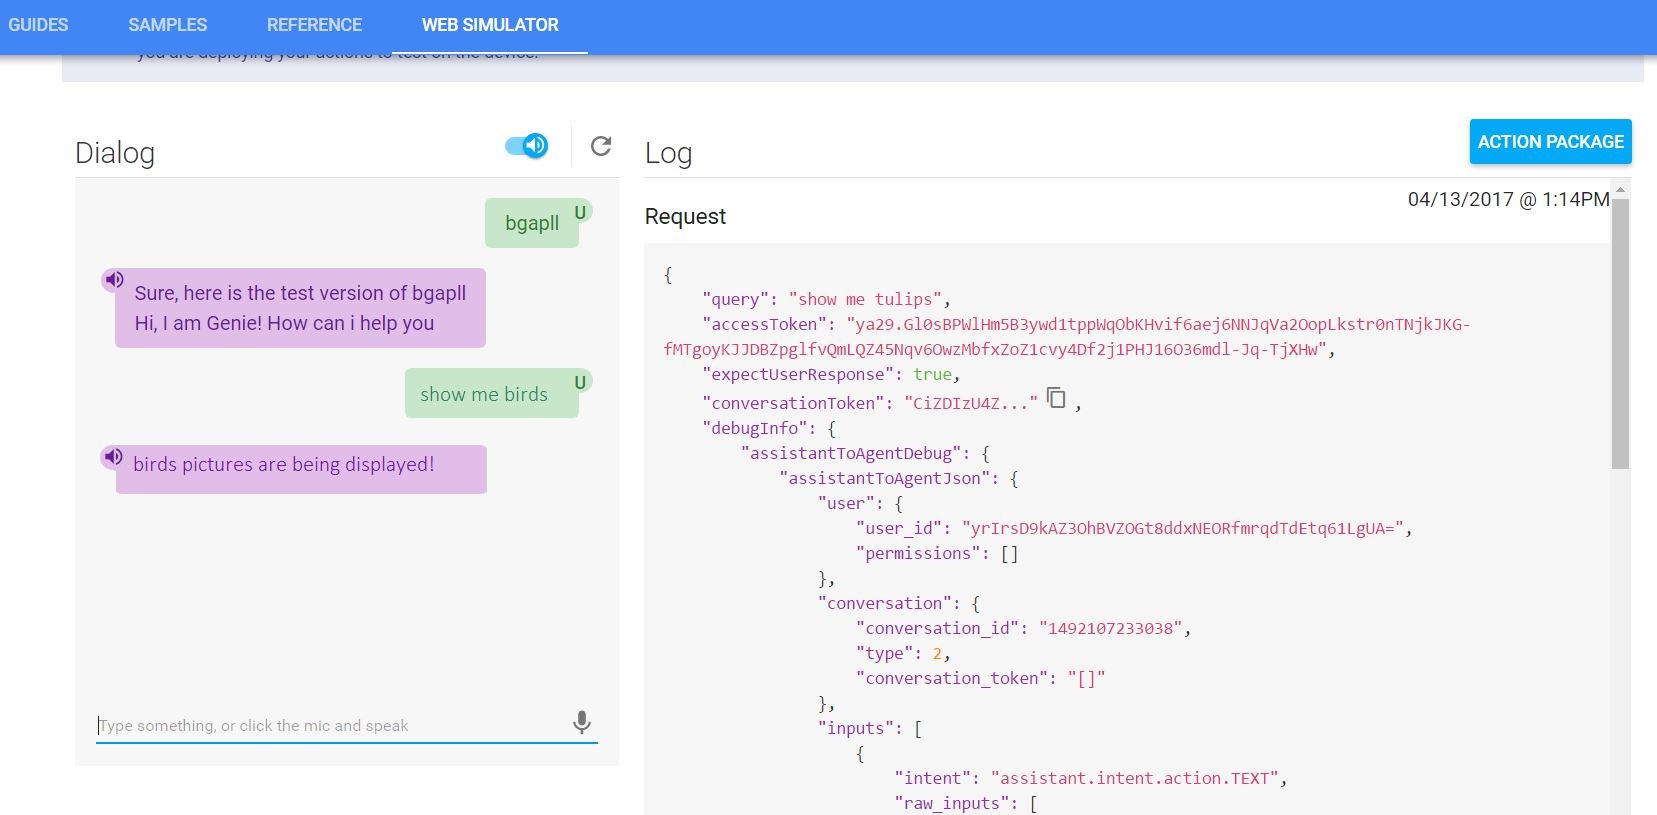 GUIDES SAMPLES REFERENCE WEB SIMULATOR
you are deploying your actions to test on the device.
Dialog
U
bgapll
Sure, here is the test version of bgapll
Hi, I am Genie! How can i help you
U
show me birds
birds pictures are being displayed!
Type something, or click the mic and speak
Log
ACTION PACKAGE
04/13/2017 @ 1:14PM
Request
{
"query": "show me tulips",
"accessToken": "ya29.Gl0sBPWlHm5B3ywd1tppWqObKHvif6aej6NNJqVa2OopLkstr0nTNjkJKG-
fMTgoyKJJDBZpglfvQmLQZ45Nqv6OwzMbfxZoZ1cvy4Df2j1PHJ16O36mdl-Jq-TjXHw",
"expectUserResponse": true,
"conversationToken": "CiZDIzU4Z..." ,
"debugInfo": {
"assistantToAgentDebug": {
"assistantToAgentJson": {
"user": {
"user_id": "yrIrsD9kAZ3OhBVZOGt8ddxNEORfmrqdTdEtq61LgUA=",
"permissions": []
},
"conversation": {
"conversation_id": "1492107233038",
"type": 2,
"conversation_token": "[]"
},
"inputs": [
{
"intent": "assistant.intent.action.TEXT",
"raw_inputs": [